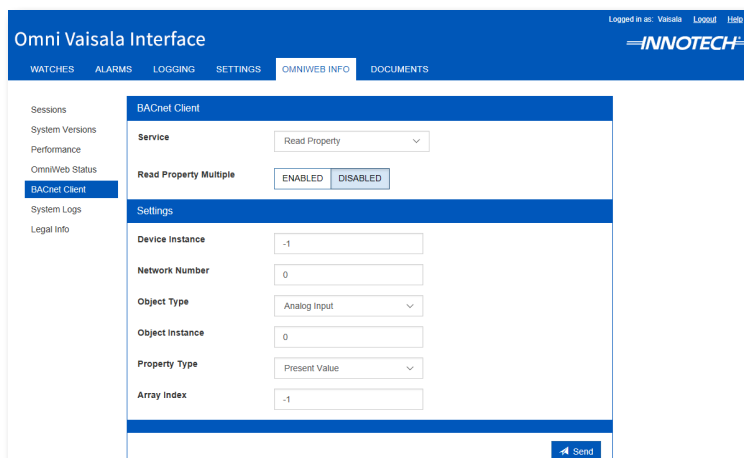 Logged in as: Vaisala Logout Help
Omni Vaisala Interface
INNOTECH
WATCHES ALARMS LOGGING SETTINGS OMNIWEB INFO DOCUMENTS
Sessions
System Versions
Performance
OmniWeb Status
BACnet Client
System Logs
Legal Info
BACnet Client
Service Read Property
Read Property Multiple ENABLED DISABLED
Settings
Device Instance -1
Network Number 0
Object Type Analog Input
Object Instance 0
Property Type Present Value
Array Index -1
Send